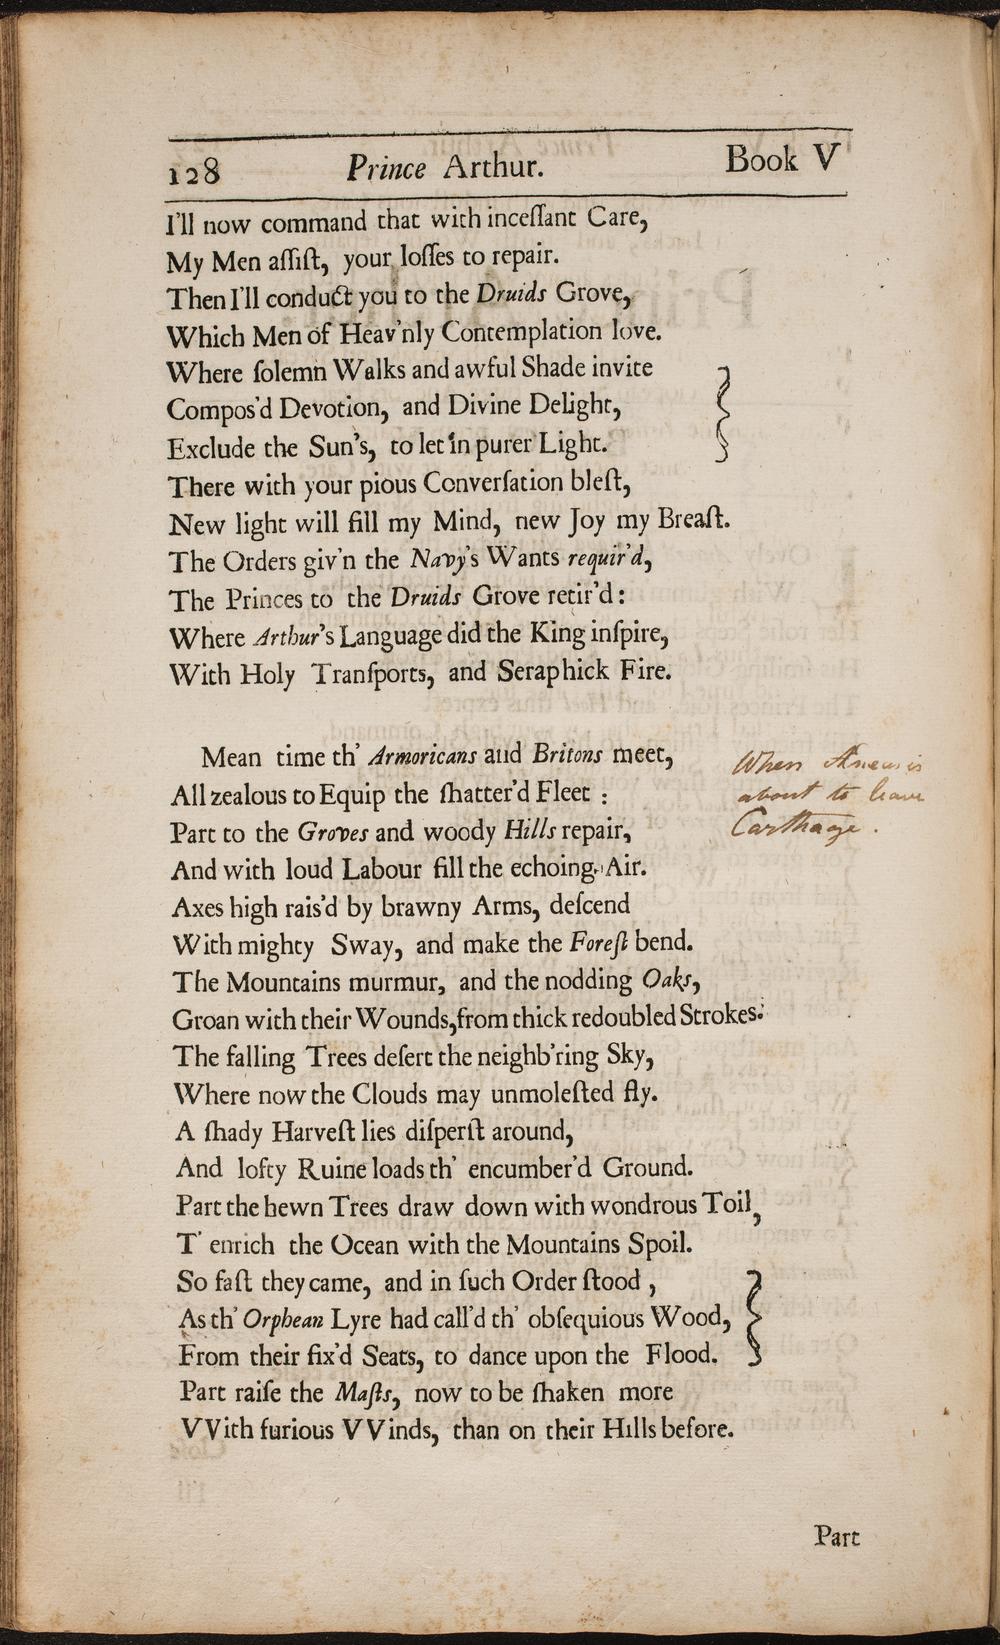 128 Prince Arthur. Book V
I'll now command that with inceſſant Care,
My Men aſſiſt, your loſſes to repair.
Then I'll conduct you to the Druids Grove,
Which Men of Heav'nly Contemplation love.
Where ſolemn Walks and awful Shade invite
Compos'd Devotion, and Divine Delight,
Exclude the Sun's, to let in purer Light.
There with your pious Converſation bleſt,
New light will fill my Mind, new Joy my Breaſt.
The Orders giv'n the Navy's Wants requir'd,
The Princes to the Druids Grove retir'd:
Where Arthur's Language did the King inſpire,
With Holy Tranſports, and Seraphick Fire.
Mean time th' Armoricans and Britons meet,
All zealous to Equip the ſhatter'd Fleet :
Part to the Groves and woody Hills repair,
And with loud Labour fill the echoing Air.
Axes high rais'd by brawny Arms, deſcend
With mighty Sway, and make the Foreſt bend.
The Mountains murmur, and the nodding Oaks,
Groan with their Wounds,from thick redoubled Strokes.
The falling Trees deſert the neighb'ring Sky,
Where now the Clouds may unmoleſted fly.
A ſhady Harveſt lies diſperſt around,
And lofty Ruine loads th' encumber'd Ground.
Part the hewn Trees draw down with wondrous Toil,
T' enrich the Ocean with the Mountains Spoil.
So faſt they came, and in ſuch Order ſtood ,
As th' Orphean Lyre had call'd th' obſequious Wood,
From their fix'd Seats, to dance upon the Flood.
Part raiſe the Maſts, now to be ſhaken more
VVith furious VVinds, than on their Hills before.
Part
When Aneas is
about to leave
Carthage.